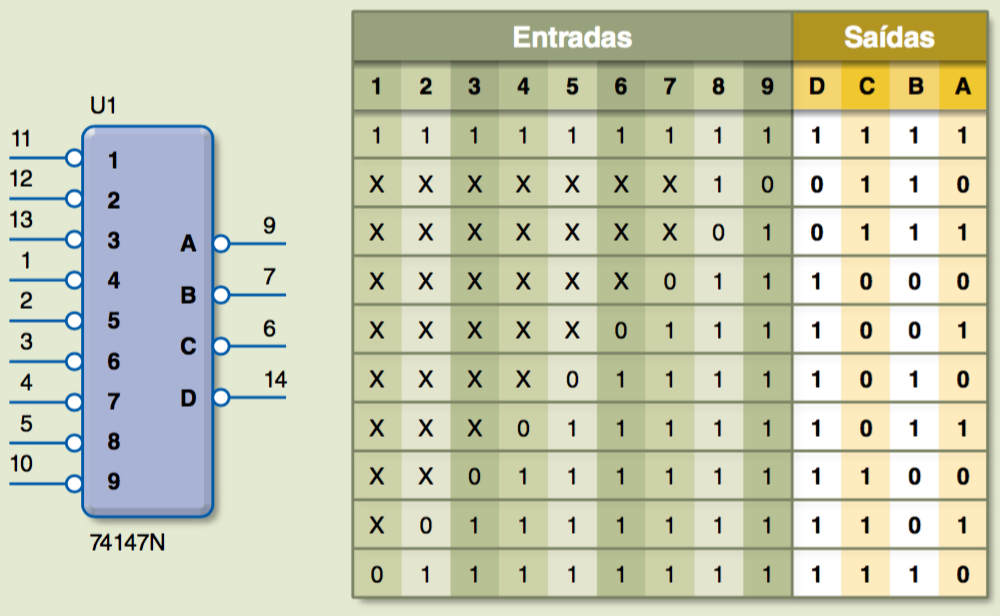 U1
11
12
13
1
2
3
4
5
10
1
2
3
4
5
6
7
8
9
A
B
C
D
9
7
6
14
74147N
Entradas Saídas
1 2 3 4 5 6 7 8 9 D C B A
1 1 1 1 1 1 1 1 1 1 1 1 1
X X X X X X X 1 0 0 1 1 0
X X X X X X X 0 1 0 1 1 1
X X X X X X 0 1 1 1 0 0 0
X X X X X 0 1 1 1 1 0 0 1
X X X X 0 1 1 1 1 1 0 1 0
X X X 0 1 1 1 1 1 1 0 1 1
X X 0 1 1 1 1 1 1 1 1 0 0
X 0 1 1 1 1 1 1 1 1 1 0 1
0 1 1 1 1 1 1 1 1 1 1 1 0